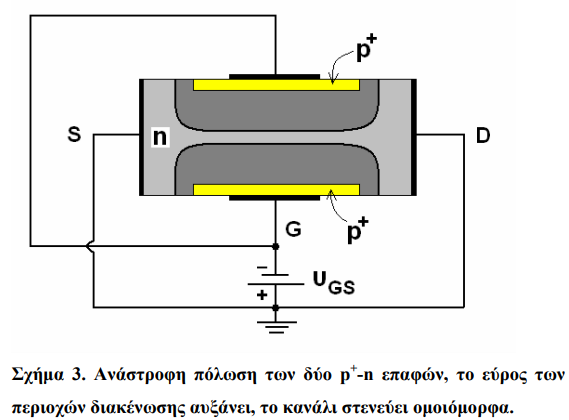 p+
S
n
D
G
p+
−
UGS
+
Σχήμα 3. Ανάστροφη πόλωση των δύο p+-n επαφών, το εύρος των
περιοχών διακένωσης αυξάνει, το κανάλι στενεύει ομοιόμορφα.